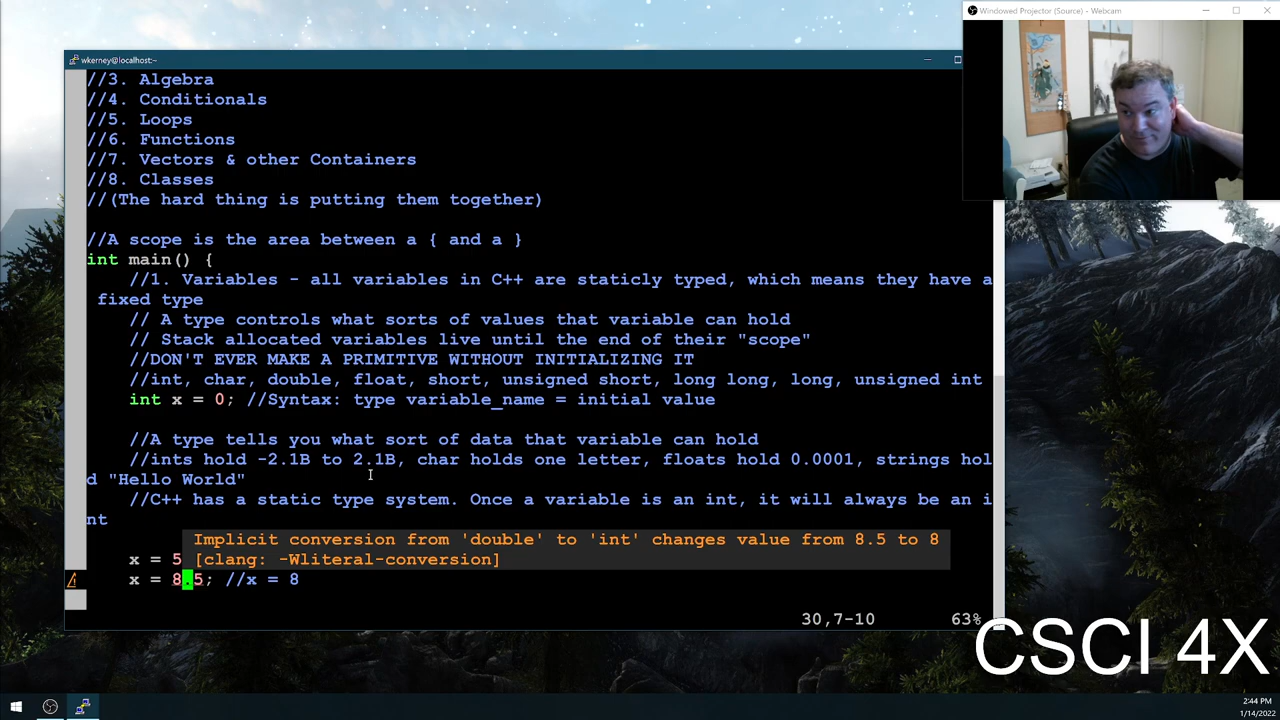 Windowed Projector (Source) - Webcam
wkerney@localhost:~
//3. Algebra
//4. Conditionals
//5. Loops
//6. Functions
//7. Vectors & other Containers
//8. Classes
//(The hard thing is putting them together)
//A scope is the area between a { and a }
int main() {
//1. Variables - all variables in C++ are staticly typed, which means they have a
fixed type
// A type controls what sorts of values that variable can hold
// Stack allocated variables live until the end of their "scope"
//DON'T EVER MAKE A PRIMITIVE WITHOUT INITIALIZING IT
//int, char, double, float, short, unsigned short, long long, long, unsigned int
int x = 0; //Syntax: type variable_name = initial value
//A type tells you what sort of data that variable can hold
//ints hold -2.1B to 2.1B, char holds one letter, floats hold 0.0001, strings hol
d "Hello World"
//C++ has a static type system. Once a variable is an int, it will always be an i
nt
Implicit conversion from 'double' to 'int' changes value from 8.5 to 8
x = 5 [clang: -Wliteral-conversion]
x = 8.5; //x = 8
30,7-10 63%
CSCI 4X
2:44 PM
1/14/2022